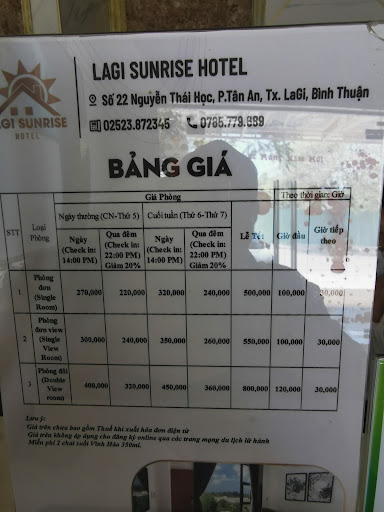 LAGI SUNRISE HOTEL
Số 22 Nguyễn Thái Học, P.Tân An, Tx. LaGi, Bình Thuận
02523.872345
0785.779.889
AGI SUNRISE
HOTEL
BẢNG GIÁ
STT
Loại Phòng
Giá Phòng
Theo thời gian: Giờ
Ngày thường (CN-Thứ 5)
Cuối tuần (Thứ 6-Thứ 7)
Lễ Tết
Giờ đầu
Giờ tiếp theo
Ngày (Check in: 14:00 PM)
Qua đêm (Check in: 22:00 PM) Giảm 20%
Ngày (Check in: 14:00 PM)
Qua đêm (Check in: 22:00 PM) Giảm 20%
1 Phòng đơn (Single Room) 270,000 220,000 320,000 240,000 500,000 100,000 30,000
2 Phòng đơn view (Single View Room) 300,000 240,000 350,000 260,000 550,000 100,000 30,000
3 Phòng đôi (Double View room) 400,000 320,000 450,000 360,000 800,000 120,000 30,000
Lưu ý:
Giá trên chưa bao gồm Thuế khi xuất hóa đơn điện tử
Giá trên không áp dụng cho đăng ký online qua các trang mạng du lịch lữ hành
Miễn phí 1 chai suối Vĩnh Hảo 350ml.